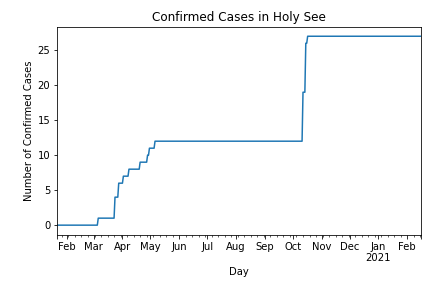 Confirmed Cases in Holy See
Number of Confirmed Cases
25
20
15
10
5
0
Feb Mar Apr May Jun Jul Aug Sep Oct Nov Dec Jan Feb
2021
Day